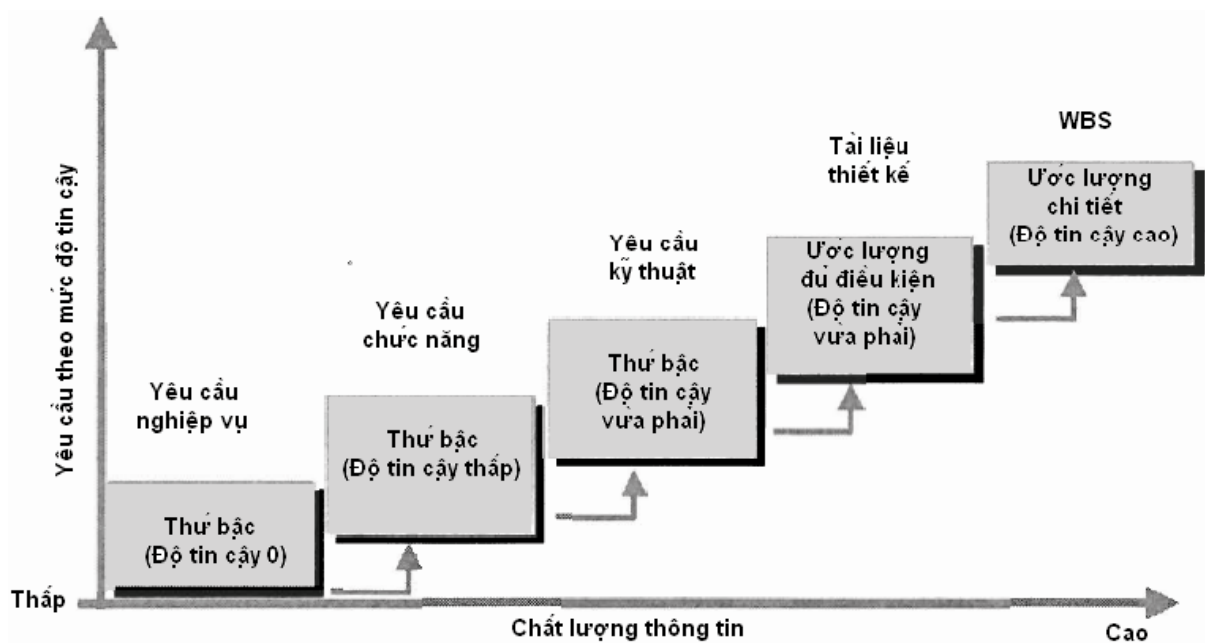 Yêu cầu theo mức độ tin cậy
WBS
Ước lượng
chi tiết
(Độ tin cậy cao)
Tài liệu
thiết kế
Ước lượng
đủ điều kiện
(Độ tin cậy
vừa phải)
Yêu cầu
kỹ thuật
Thứ bậc
(Độ tin cậy
vừa phải)
Yêu cầu
chức năng
Thứ bậc
(Độ tin cậy thấp)
Yêu cầu
nghiệp vụ
Thứ bậc
(Độ tin cậy 0)
Thấp
Chất lượng thông tin
Cao